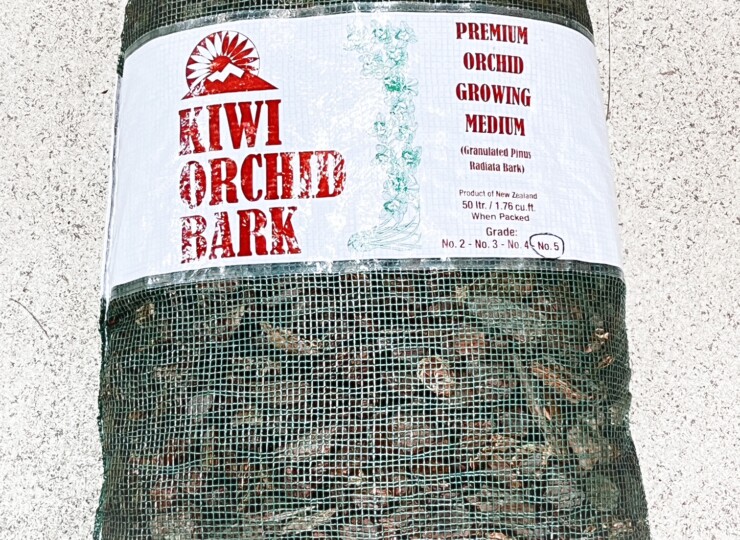 KIWI
ORCHID
BARK
PREMIUM
ORCHID
GROWING
MEDIUM
(Granulated Pinus
Radiata Bark)
Product of New Zealand
50 ltr. / 1.76 cu.ft.
When Packed
Grade:
No. 2 - No. 3 - No. 4 - No. 5